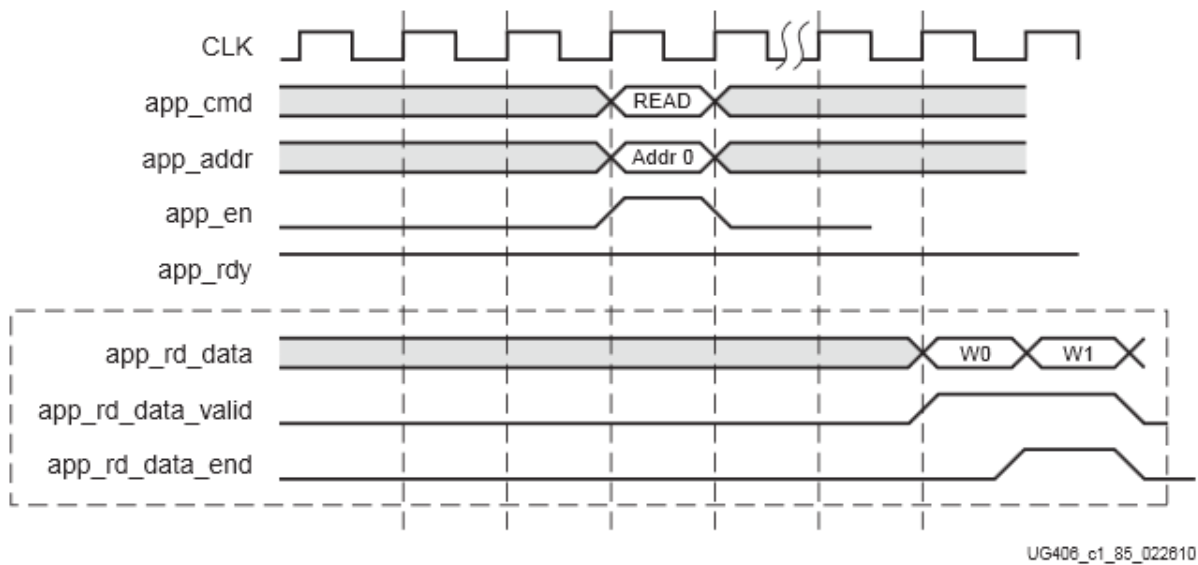 CLK
app_cmd READ
app_addr Addr 0
app_en
app_rdy
app_rd_data W0 W1
app_rd_data_valid
app_rd_data_end
UG406_c1_85_022610